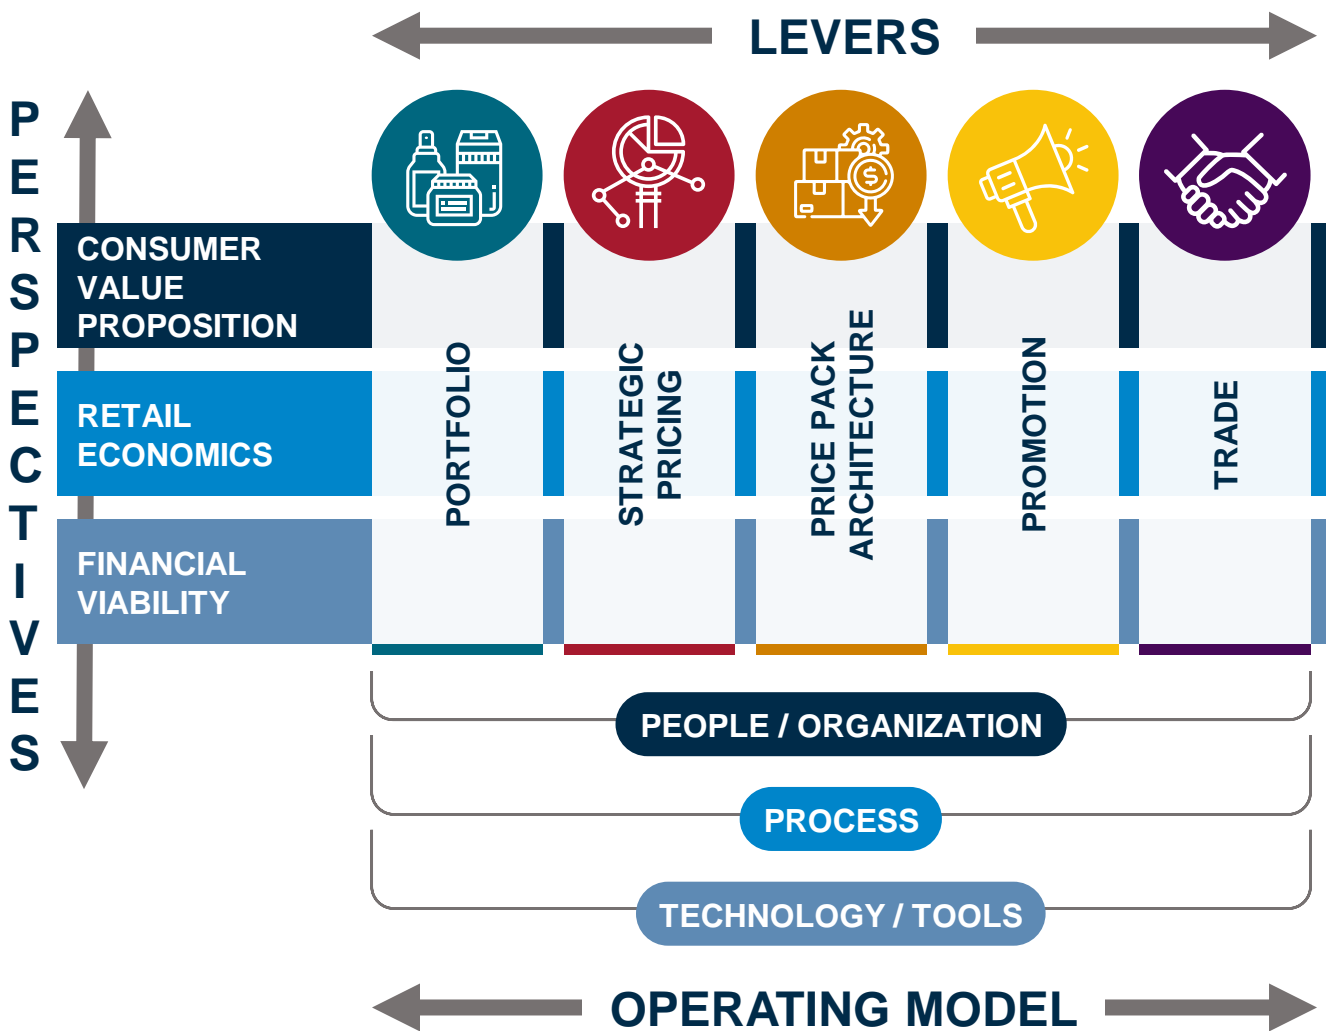 LEVERS
PERSPECTIVES
CONSUMER
VALUE
PROPOSITION
RETAIL
ECONOMICS
FINANCIAL
VIABILITY
PORTFOLIO
STRATEGIC
PRICING
PRICE PACK
ARCHITECTURE
$
PROMOTION
TRADE
PEOPLE / ORGANIZATION
PROCESS
TECHNOLOGY / TOOLS
OPERATING MODEL